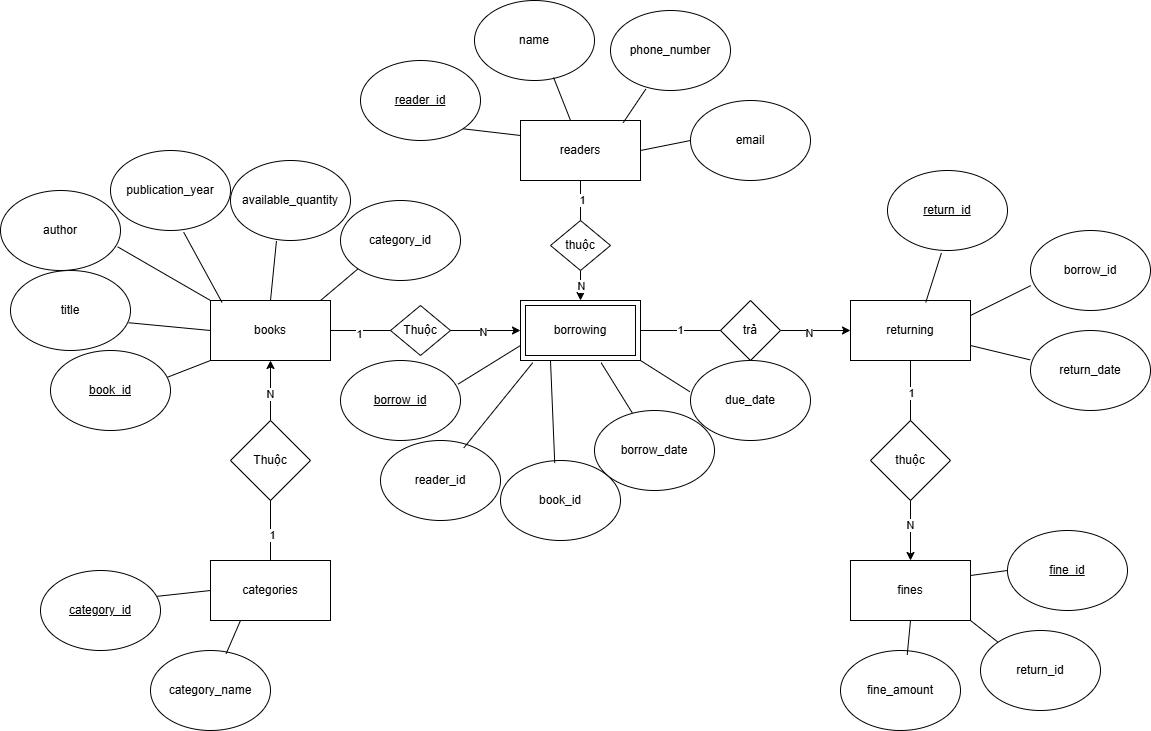 name
phone_number
reader_id
readers
email
thuộc
1
N
publication_year
available_quantity
author
category_id
title
books
book_id
1
Thuộc
N
borrowing
borrow_id
reader_id
book_id
borrow_date
due_date
1
trả
N
return_id
borrow_id
returning
return_date
N
Thuộc
1
categories
category_id
category_name
1
thuộc
N
fines
fine_id
fine_amount
return_id